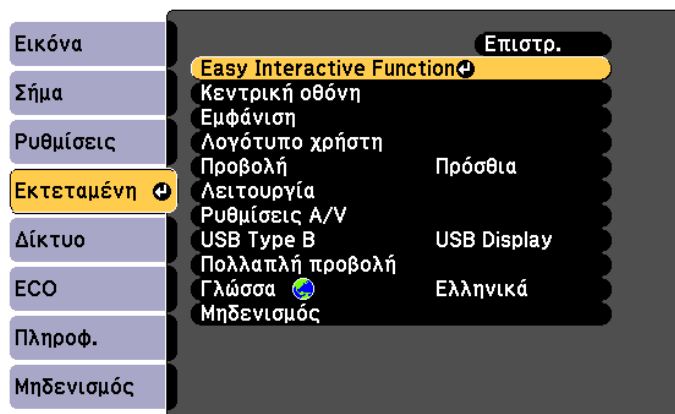 Εικόνα
Σήμα
Ρυθμίσεις
Εκτεταμένη
Δίκτυο
ECO
Πληροφ.
Μηδενισμός
Επιστρ.
Easy Interactive Function
Κεντρική οθόνη
Εμφάνιση
Λογότυπο χρήστη
Προβολή Πρόσθια
Λειτουργία
Ρυθμίσεις A/V
USB Type B USB Display
Πολλαπλή προβολή
Γλώσσα Ελληνικά
Μηδενισμός